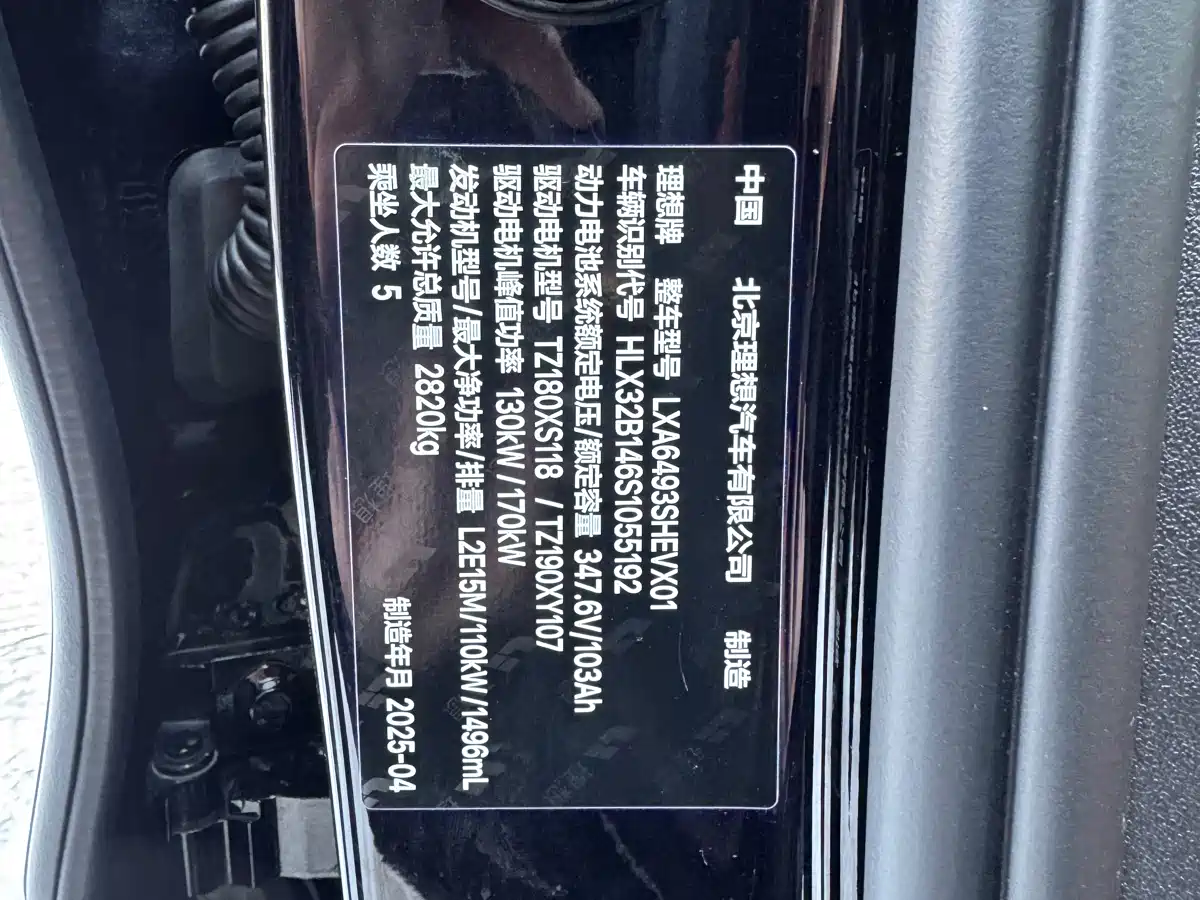 中国 北京理想汽车有限公司 制造
理想牌 整车型号 LXA6493SHEVX01
车辆识别代号 HLX32B146S1055192
动力电池系统额定电压/额定容量 347.6V/103Ah
驱动电机型号 TZ180XS118 / TZ190XY107
驱动电机峰值功率 130kW/170kW
发动机型号/最大净功率/排量 L2E15M/110kW/1496mL
最大允许总质量 2820kg
乘坐人数 5 制造年月 2025-04